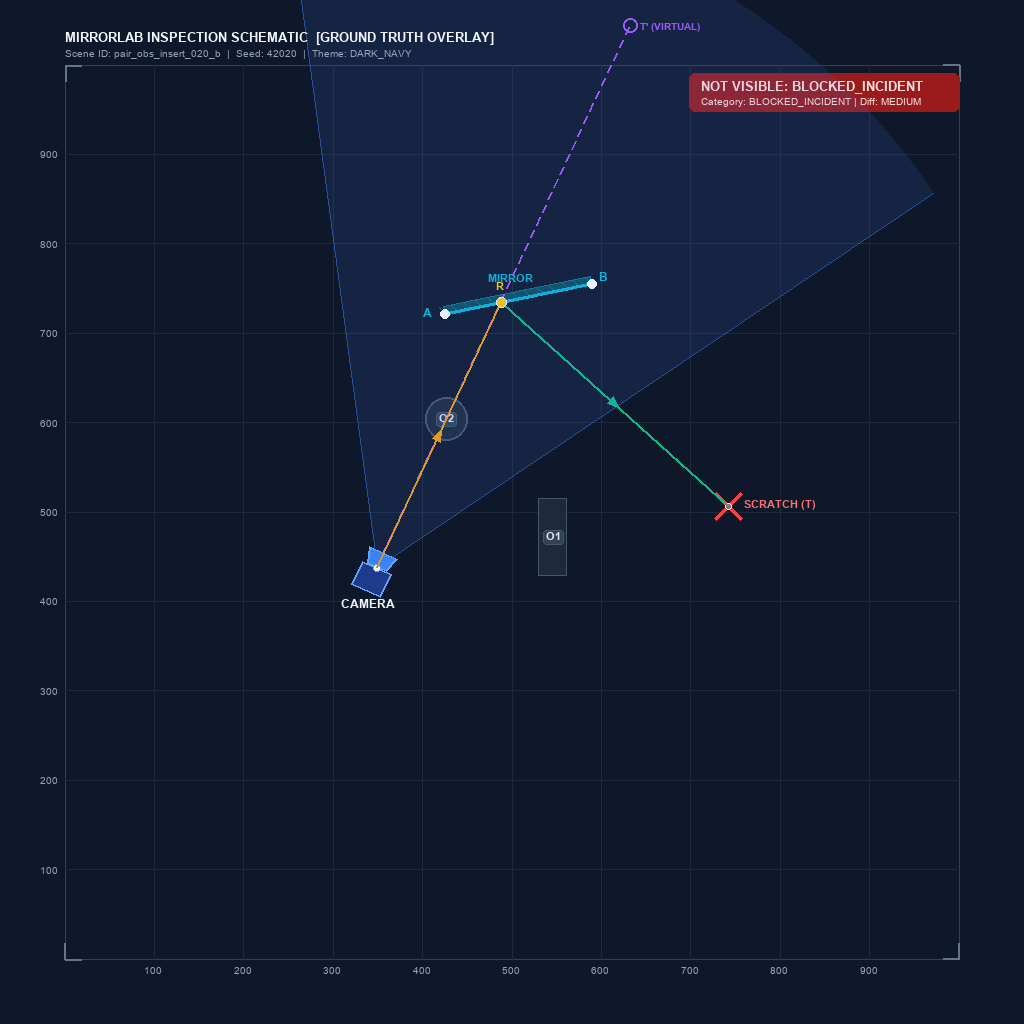 MIRRORLAB INSPECTION SCHEMATIC [GROUND TRUTH OVERLAY]
Scene ID: pair_obs_insert_020_b | Seed: 42020 | Theme: DARK_NAVY
T' (VIRTUAL)
NOT VISIBLE: BLOCKED_INCIDENT
Category: BLOCKED_INCIDENT | Diff: MEDIUM
900
800
MIRROR
B
R
A
700
O2
600
500
SCRATCH (T)
O1
400
CAMERA
300
200
100
100 200 300 400 500 600 700 800 900